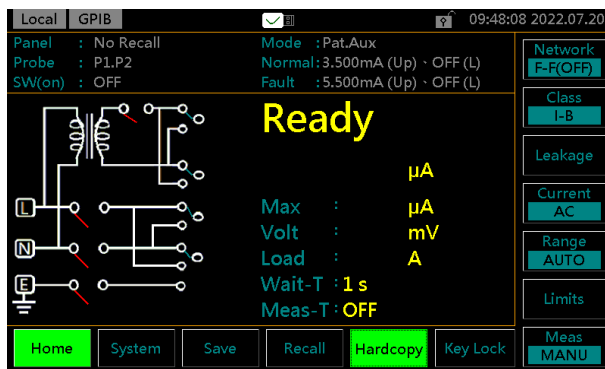 Local GPIB 09:48:08 2022.07.20
Panel : No Recall
Probe : P1.P2
SW(on) : OFF
Mode : Pat.Aux
Normal : 3.500mA (Up) 、 OFF (L)
Fault : 5.500mA (Up) 、 OFF (L)
Ready
µA
Max : µA
Volt : mV
Load : A
Wait-T : 1 s
Meas-T : OFF
L
N
E
Network
F-F(OFF)
Class
I-B
Leakage
Current
AC
Range
AUTO
Limits
Meas
MANU
Home System Save Recall Hardcopy Key Lock